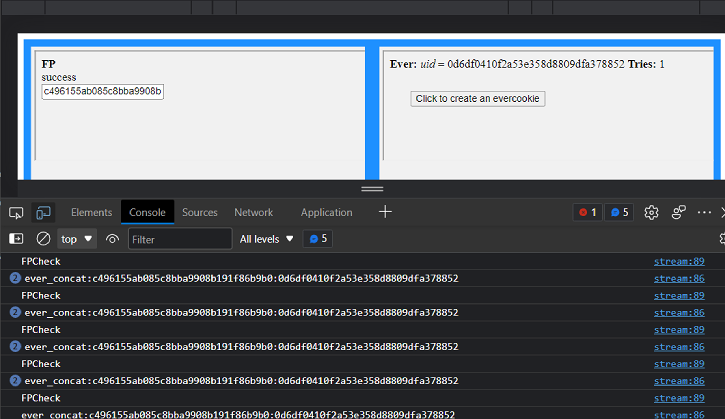 FP
success
c496155ab085c8bba9908b
Ever: uid = 0d6df0410f2a53e358d8809dfa378852 Tries: 1
Click to create an evercookie
Elements Console Sources Network Application + 1 5
top Filter All levels 5
FPCheck stream:89
2 ever_concat:c496155ab085c8bba9908b191f86b9b0:0d6df0410f2a53e358d8809dfa378852 stream:86
FPCheck stream:89
2 ever_concat:c496155ab085c8bba9908b191f86b9b0:0d6df0410f2a53e358d8809dfa378852 stream:86
FPCheck stream:89
2 ever_concat:c496155ab085c8bba9908b191f86b9b0:0d6df0410f2a53e358d8809dfa378852 stream:86
FPCheck stream:89
2 ever_concat:c496155ab085c8bba9908b191f86b9b0:0d6df0410f2a53e358d8809dfa378852 stream:86
FPCheck stream:89
ever_concat:c496155ab085c8bba9908b191f86b9b0:0d6df0410f2a53e358d8809dfa378852 stream:86